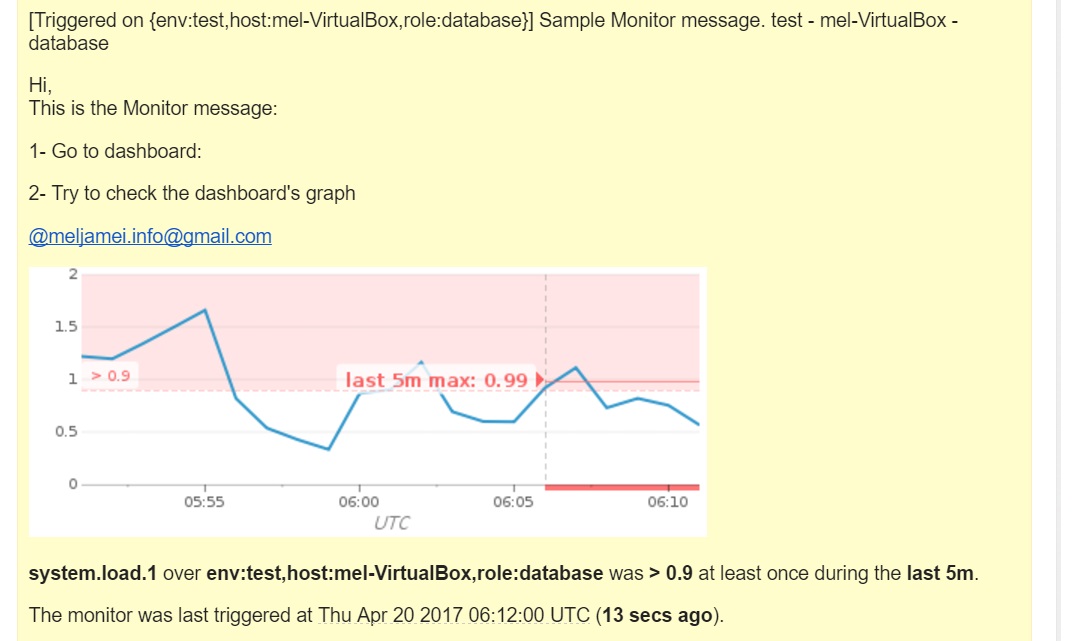 [Triggered on {env:test,host:mel-VirtualBox,role:database}] Sample Monitor message. test - mel-VirtualBox -
database
Hi,
This is the Monitor message:
1- Go to dashboard:
2- Try to check the dashboard's graph
@meljamei.info@gmail.com
2
1.5
1
> 0.9
last 5m max: 0.99
0.5
0
05:55
06:00
06:05
06:10
UTC
system.load.1 over env:test,host:mel-VirtualBox,role:database was > 0.9 at least once during the last 5m.
The monitor was last triggered at Thu Apr 20 2017 06:12:00 UTC (13 secs ago).